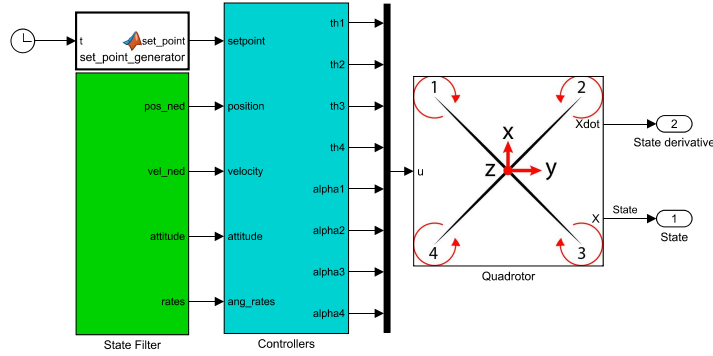 t
set_point
set_point_generator
setpoint
pos_ned
position
vel_ned
velocity
attitude
attitude
rates
ang_rates
State Filter
Controllers
th1
th2
th3
th4
alpha1
alpha2
alpha3
alpha4
u
1
2
x
z
y
4
3
Xdot
X
Quadrotor
2
State derivative
State
1
State